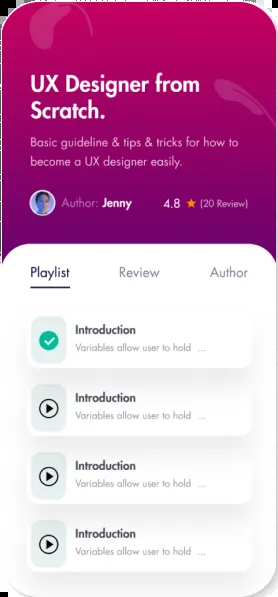 UX Designer from
Scratch.
Basic guideline & tips & tricks for how to
become a UX designer easily.
Author: Jenny 4.8 (20 Review)
Playlist Review Author
Introduction
Variables allow user to hold ...
Introduction
Variables allow user to hold ...
Introduction
Variables allow user to hold ...
Introduction
Variables allow user to hold ...